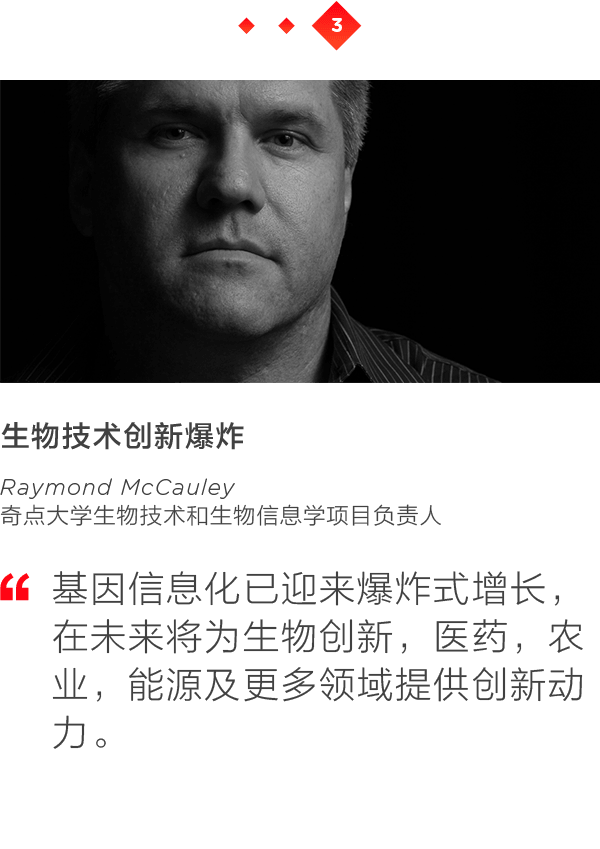 3
生物技术创新爆炸
Raymond McCauley
奇点大学生物技术和生物信息学项目负责人
“ 基因信息化已迎来爆炸式增长，
在未来将为生物创新，医药，农
业，能源及更多领域提供创新动
力。